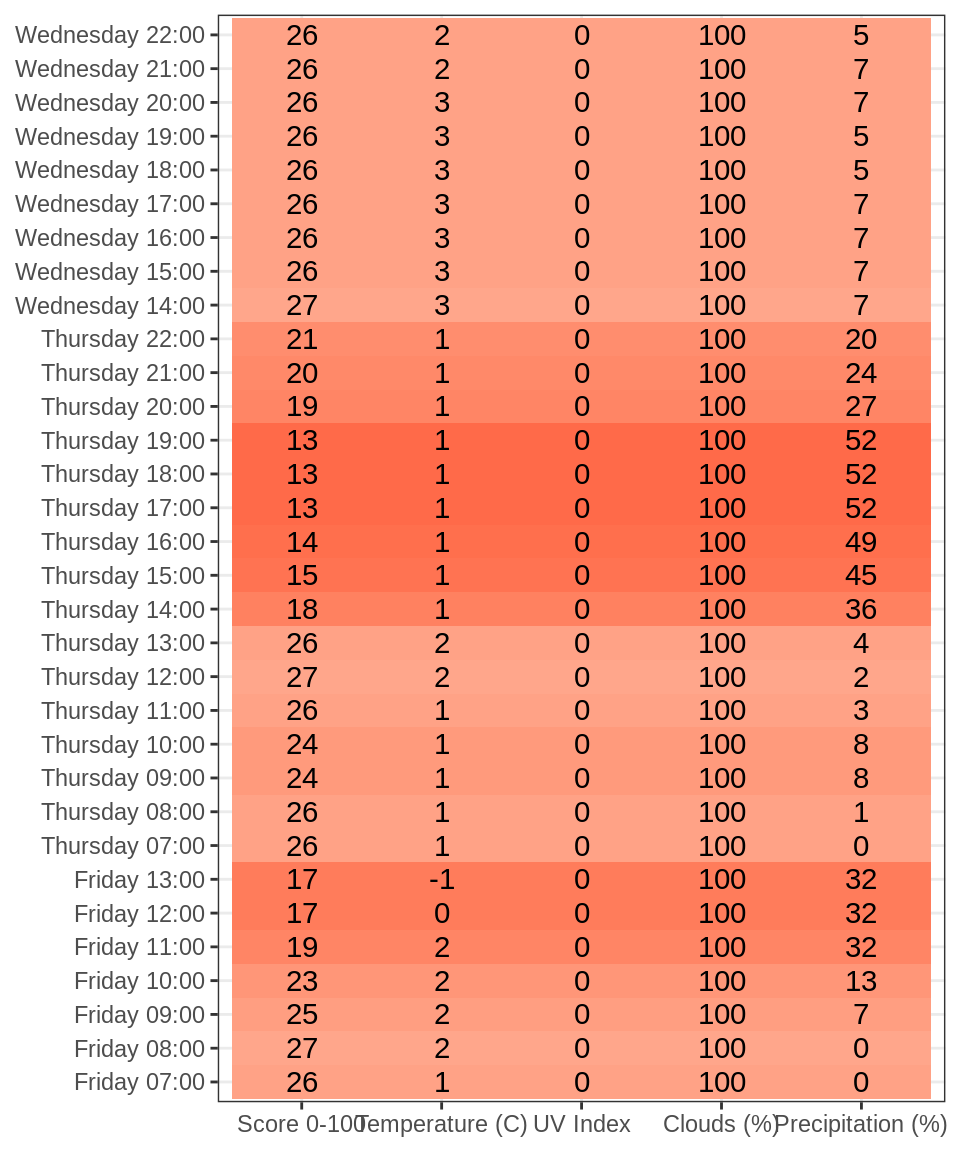 Wednesday 22:00 26 2 0 100 5
Wednesday 21:00 26 2 0 100 7
Wednesday 20:00 26 3 0 100 7
Wednesday 19:00 26 3 0 100 5
Wednesday 18:00 26 3 0 100 5
Wednesday 17:00 26 3 0 100 7
Wednesday 16:00 26 3 0 100 7
Wednesday 15:00 26 3 0 100 7
Wednesday 14:00 27 3 0 100 7
Thursday 22:00 21 1 0 100 20
Thursday 21:00 20 1 0 100 24
Thursday 20:00 19 1 0 100 27
Thursday 19:00 13 1 0 100 52
Thursday 18:00 13 1 0 100 52
Thursday 17:00 13 1 0 100 52
Thursday 16:00 14 1 0 100 49
Thursday 15:00 15 1 0 100 45
Thursday 14:00 18 1 0 100 36
Thursday 13:00 26 2 0 100 4
Thursday 12:00 27 2 0 100 2
Thursday 11:00 26 1 0 100 3
Thursday 10:00 24 1 0 100 8
Thursday 09:00 24 1 0 100 8
Thursday 08:00 26 1 0 100 1
Thursday 07:00 26 1 0 100 0
Friday 13:00 17 -1 0 100 32
Friday 12:00 17 0 0 100 32
Friday 11:00 19 2 0 100 32
Friday 10:00 23 2 0 100 13
Friday 09:00 25 2 0 100 7
Friday 08:00 27 2 0 100 0
Friday 07:00 26 1 0 100 0
Score 0-100 Temperature (C) UV Index Clouds (%) Precipitation (%)